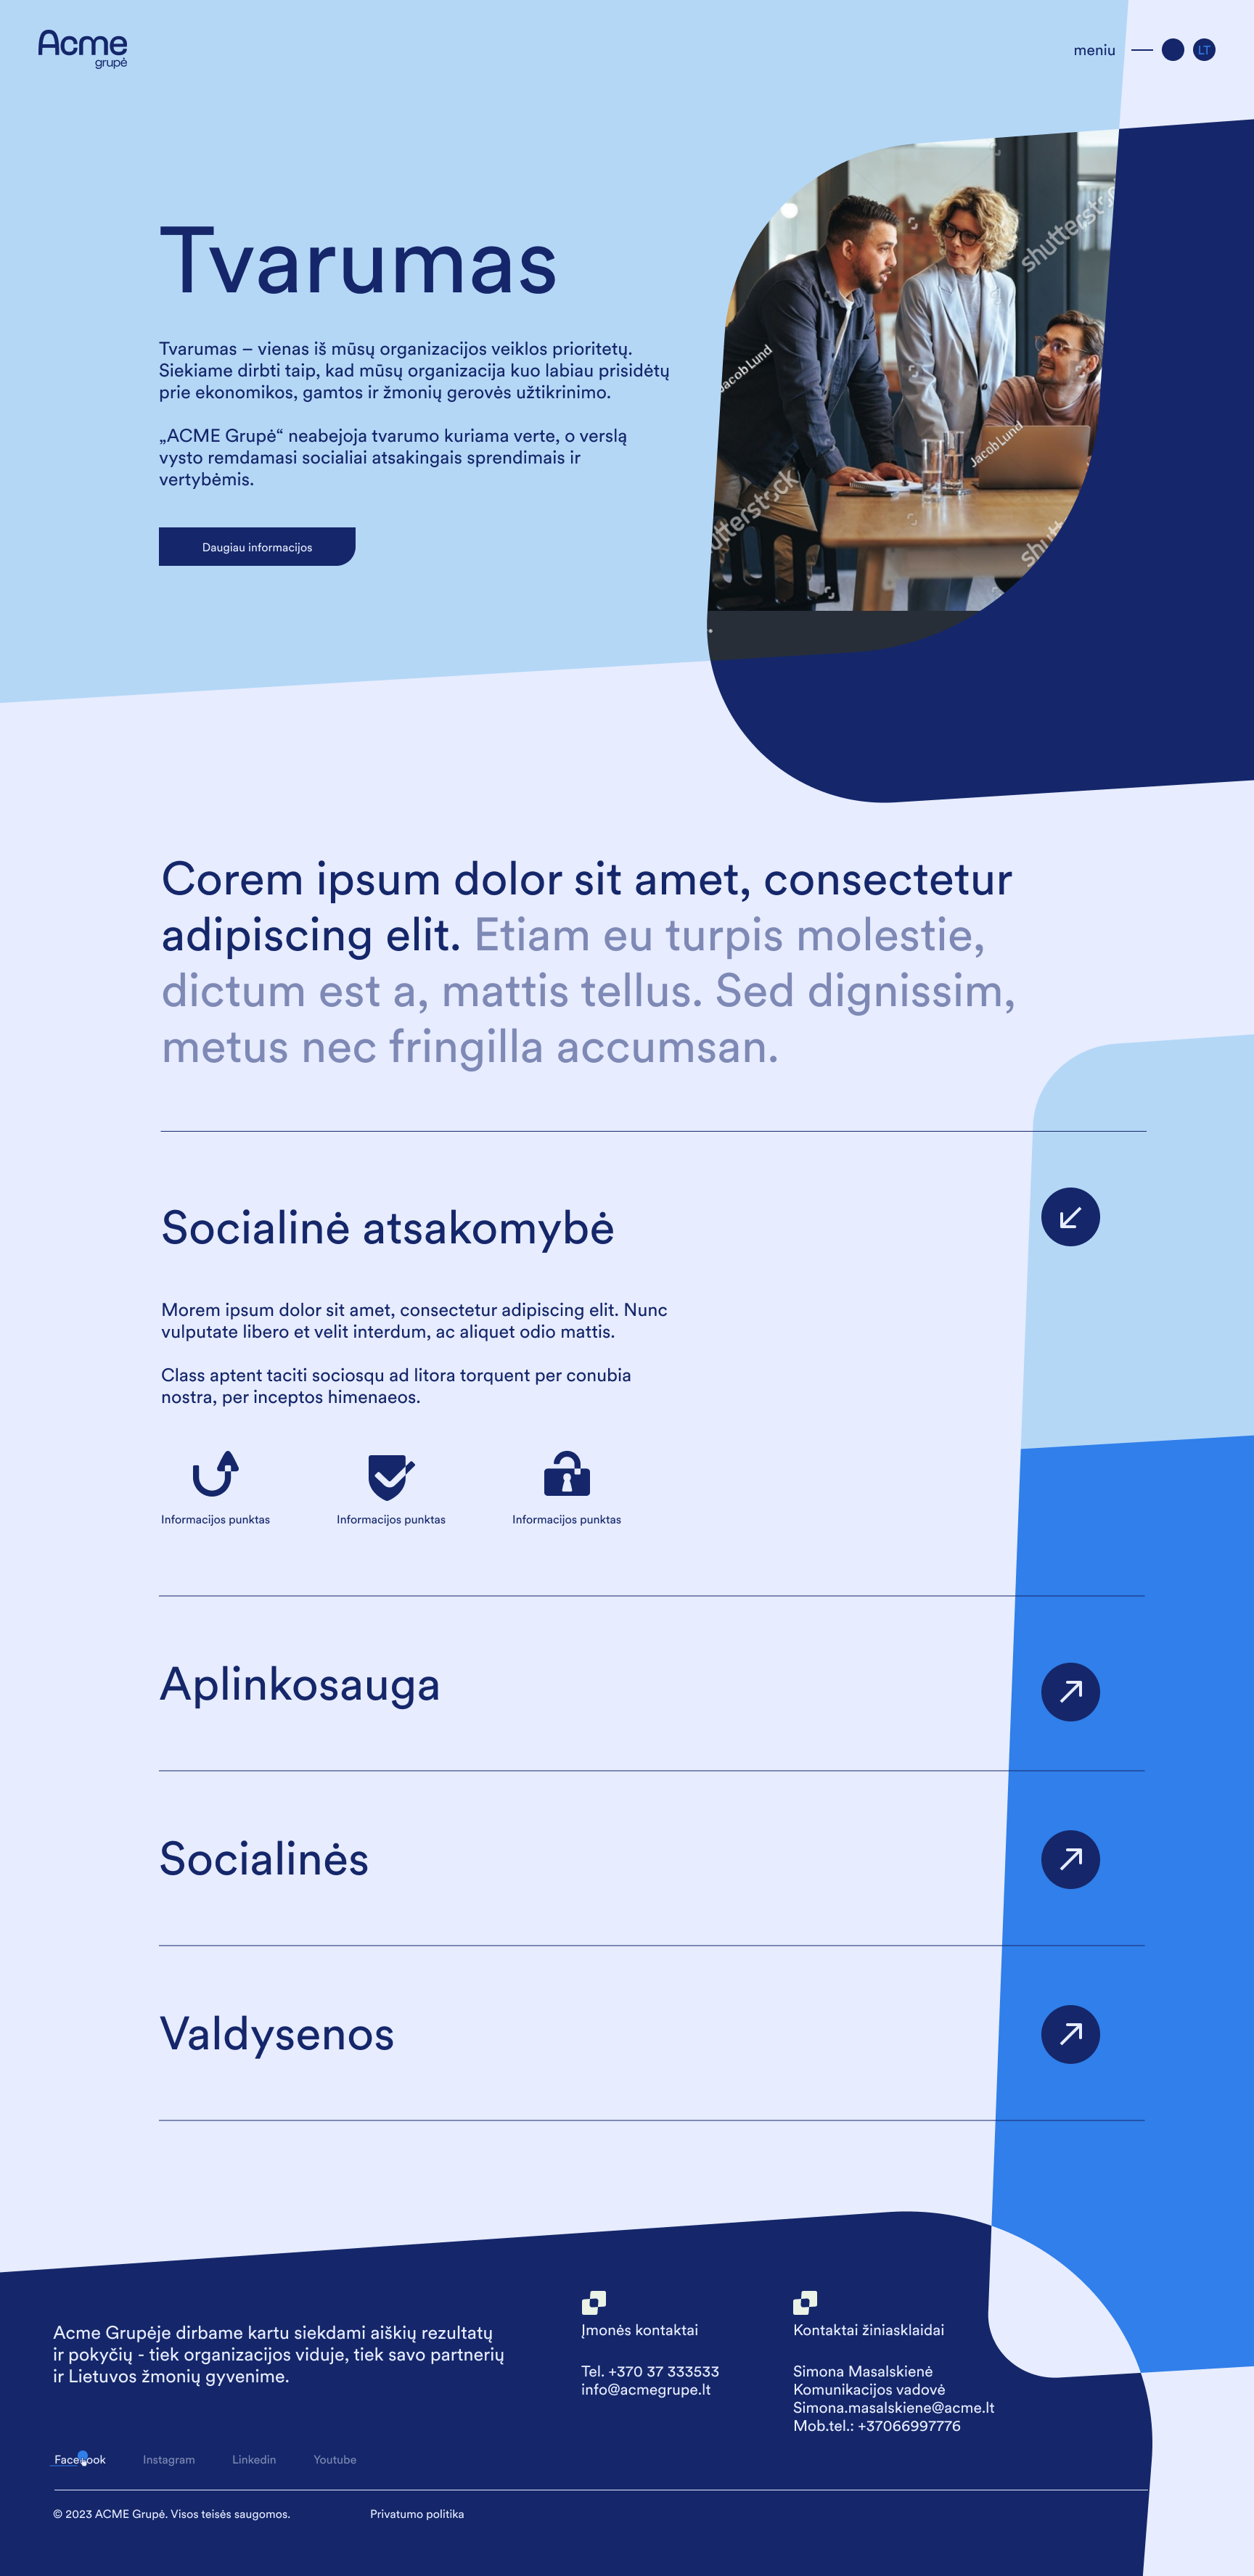 Acme
grupė
meniu
LT
Tvarumas
Tvarumas – vienas iš mūsų organizacijos veiklos prioritetų.
Siekiame dirbti taip, kad mūsų organizacija kuo labiau prisidėtų
prie ekonomikos, gamtos ir žmonių gerovės užtikrinimo.
„ACME Grupė“ neabejoja tvarumo kuriama verte, o verslą
vysto remdamasi socialiai atsakingais sprendimais ir
vertybėmis.
Daugiau informacijos
shutterstock
Jacob Lund
Jacob Lund
shutterstock
Corem ipsum dolor sit amet, consectetur
adipiscing elit. Etiam eu turpis molestie,
dictum est a, mattis tellus. Sed dignissim,
metus nec fringilla accumsan.
Socialinė atsakomybė
Morem ipsum dolor sit amet, consectetur adipiscing elit. Nunc
vulputate libero et velit interdum, ac aliquet odio mattis.
Class aptent taciti sociosqu ad litora torquent per conubia
nostra, per inceptos himenaeos.
Informacijos punktas
Informacijos punktas
Informacijos punktas
Aplinkosauga
Socialinės
Valdysenos
Acme Grupėje dirbame kartu siekdami aiškių rezultatų
ir pokyčių - tiek organizacijos viduje, tiek savo partnerių
ir Lietuvos žmonių gyvenime.
Įmonės kontaktai
Tel. +370 37 333533
info@acmegrupe.lt
Kontaktai žiniasklaidai
Simona Masalskienė
Komunikacijos vadovė
Simona.masalskiene@acme.lt
Mob.tel.: +37066997776
Facebook
Instagram
Linkedin
Youtube
© 2023 ACME Grupė. Visos teisės saugomos.
Privatumo politika